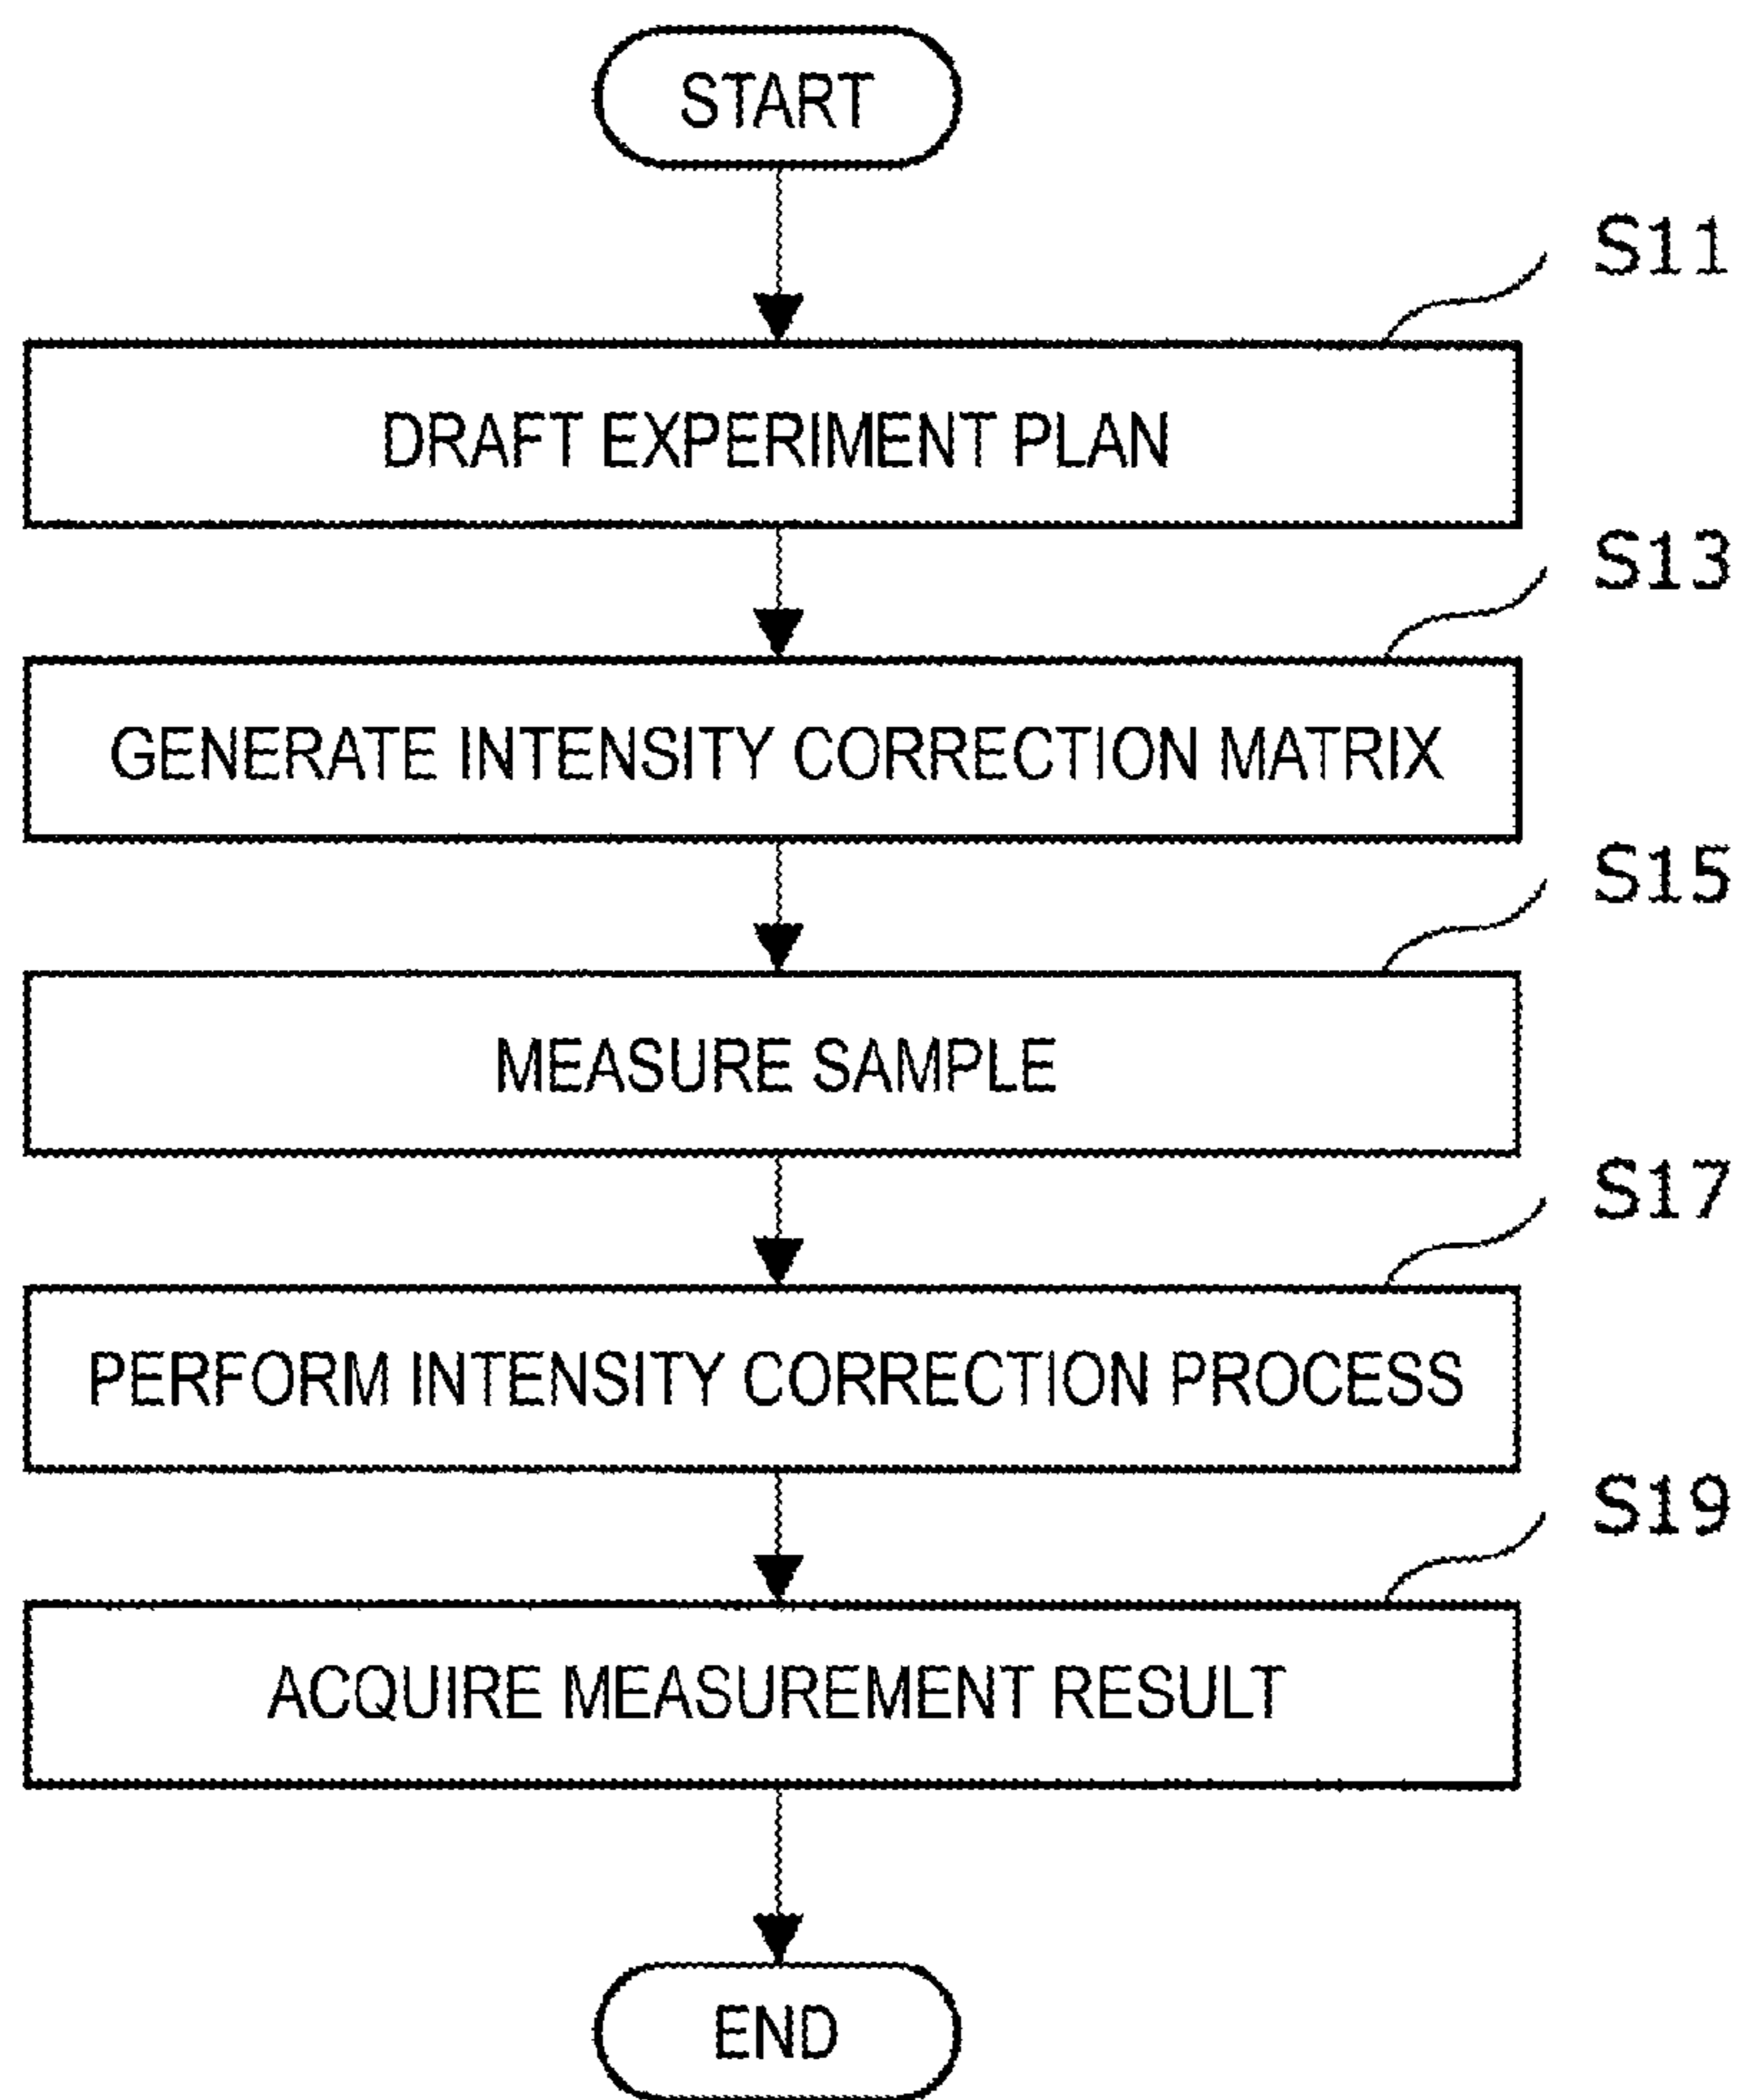 START
S11
DRAFT EXPERIMENT PLAN
S13
GENERATE INTENSITY CORRECTION MATRIX
S15
MEASURE SAMPLE
S17
PERFORM INTENSITY CORRECTION PROCESS
S19
ACQUIRE MEASUREMENT RESULT
END